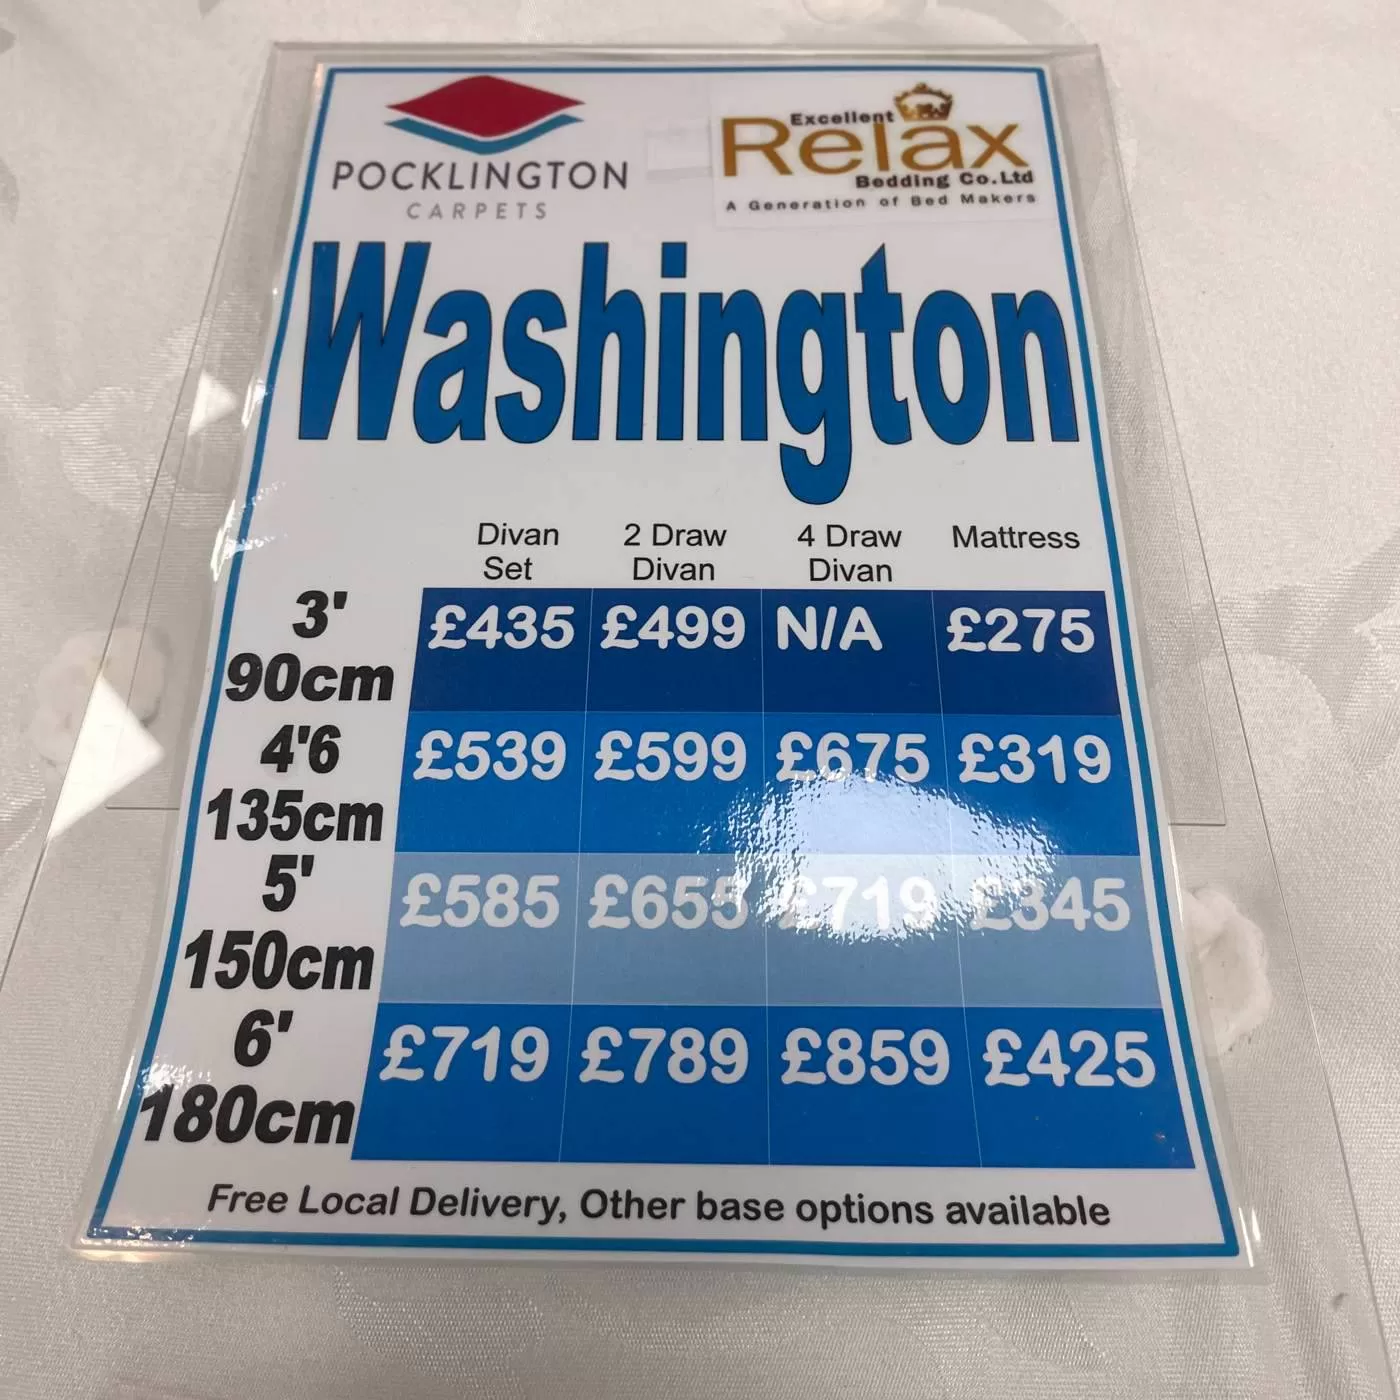 POCKLINGTON
CARPETS
Excellent
Relax
Bedding Co.Ltd
A Generation of Bed Makers
Washington
Divan Set 2 Draw Divan 4 Draw Divan Mattress
3' 90cm £435 £499 N/A £275
4'6 135cm £539 £599 £675 £319
5' 150cm £585 £655 £719 £345
6' 180cm £719 £789 £859 £425
Free Local Delivery, Other base options available